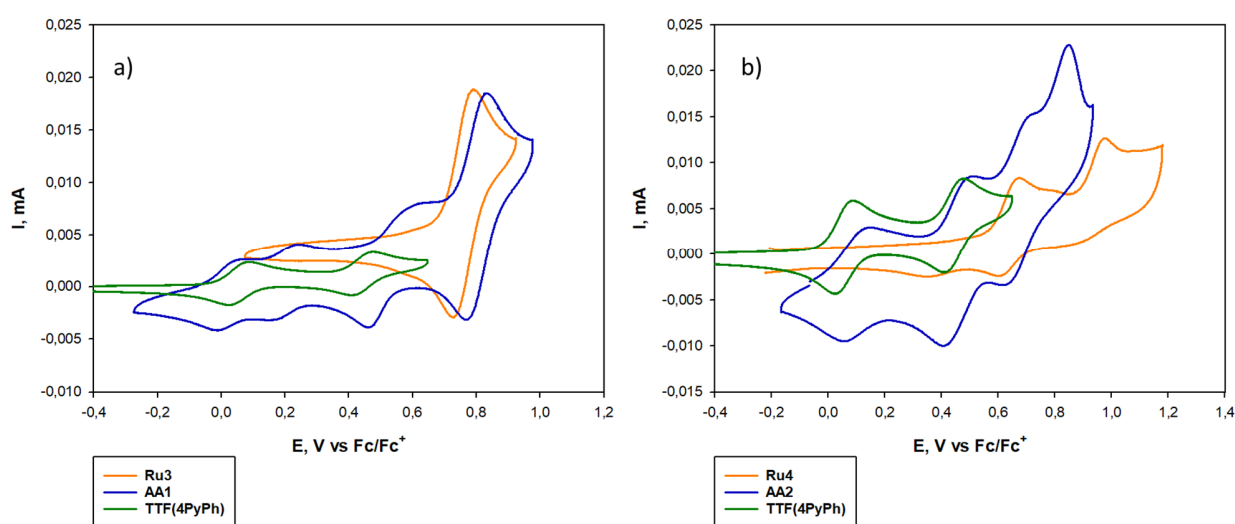 a)
I, mA
0,025
0,020
0,015
0,010
0,005
0,000
-0,005
-0,010
-0,4 -0,2 0,0 0,2 0,4 0,6 0,8 1,0 1,2
E, V vs Fc/Fc+
Ru3
AA1
TTF(4PyPh)
b)
I, mA
0,025
0,020
0,015
0,010
0,005
0,000
-0,005
-0,010
-0,015
-0,4 -0,2 0,0 0,2 0,4 0,6 0,8 1,0 1,2 1,4
E, V vs Fc/Fc+
Ru4
AA2
TTF(4PyPh)